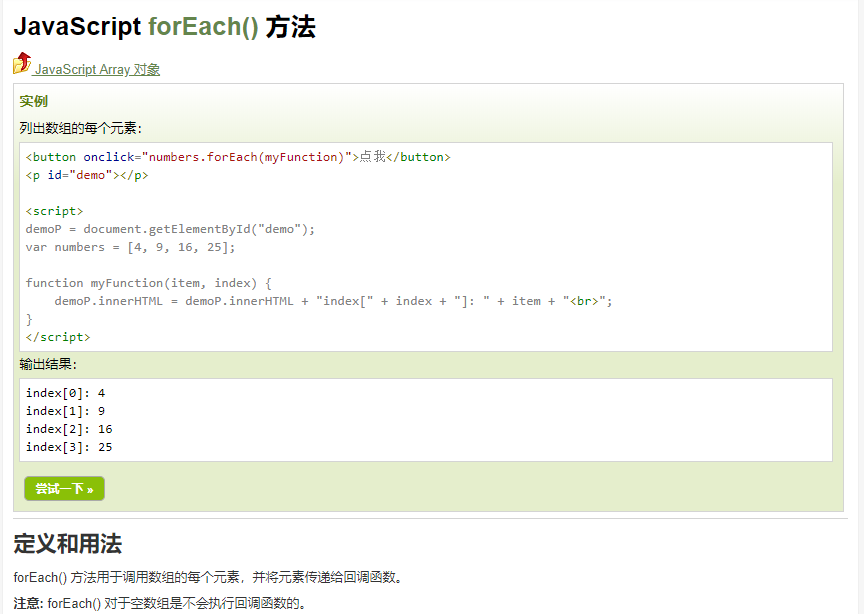 JavaScript forEach() 方法
JavaScript Array 对象
实例
列出数组的每个元素：
<button onclick="numbers.forEach(myFunction)">点我</button>
<p id="demo"></p>
<script>
demoP = document.getElementById("demo");
var numbers = [4, 9, 16, 25];
function myFunction(item, index) {
    demoP.innerHTML = demoP.innerHTML + "index[" + index + "]: " + item + "<br>";
}
</script>
输出结果：
index[0]: 4
index[1]: 9
index[2]: 16
index[3]: 25
尝试一下 »
定义和用法
forEach() 方法用于调用数组的每个元素，并将元素传递给回调函数。
注意: forEach() 对于空数组是不会执行回调函数的。